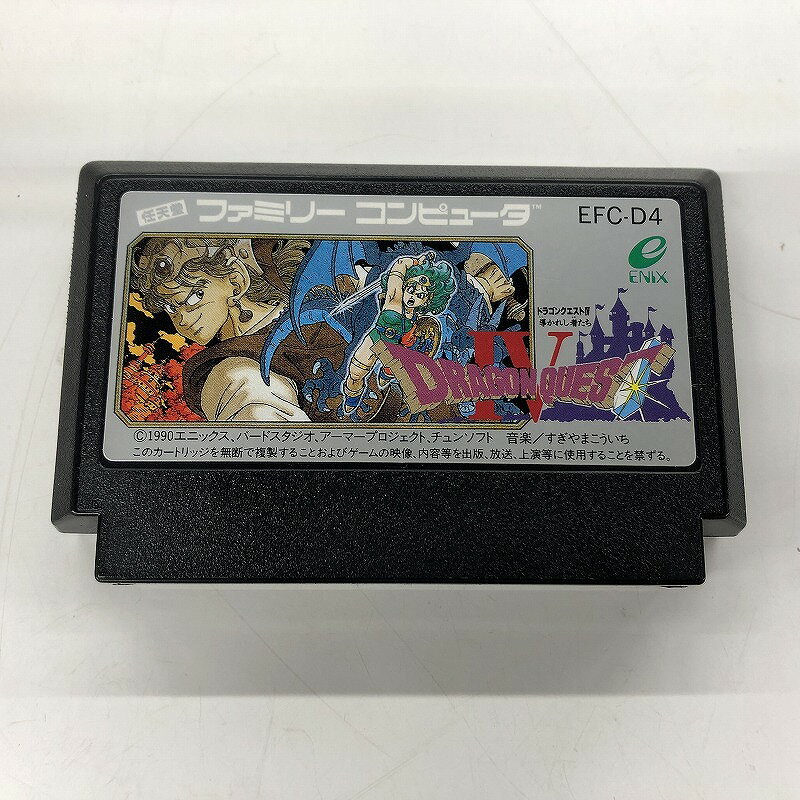 任天堂 ファミリー コンピュータ™
EFC-D4
ENIX
ドラゴンクエストIV
導かれし者たち
IV
DRAGON QUEST
©1990エニックス、バードスタジオ、アーマープロジェクト、チュンソフト 音楽/すぎやまこういち
このカートリッジを無断で複製することおよびゲームの映像、内容等を出版、放送、上演等に使用することを禁ずる。